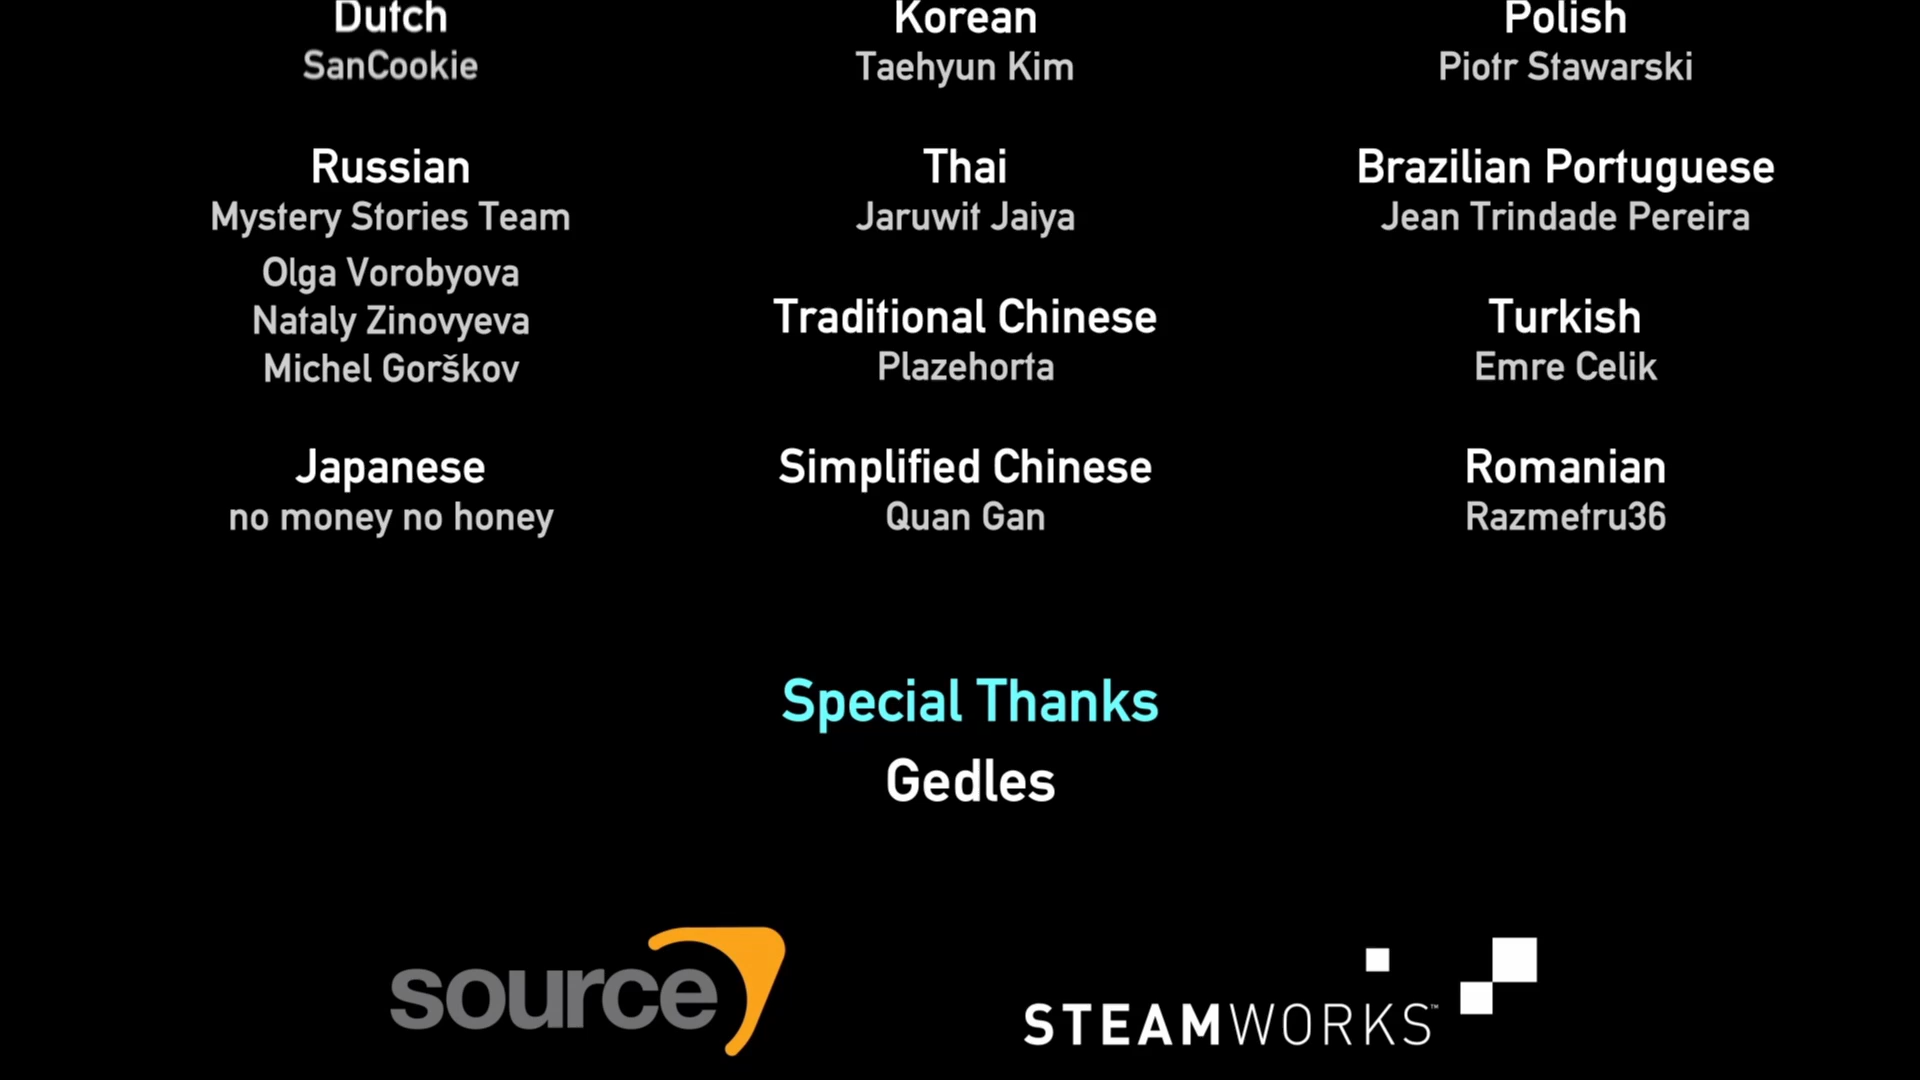 Dutch
SanCookie
Korean
Taehyun Kim
Polish
Piotr Stawarski
Russian
Mystery Stories Team
Olga Vorobyova
Nataly Zinovyeva
Michel Gorškov
Thai
Jaruwit Jaiya
Brazilian Portuguese
Jean Trindade Pereira
Traditional Chinese
Plazehorta
Turkish
Emre Celik
Japanese
no money no honey
Simplified Chinese
Quan Gan
Romanian
Razmetru36
Special Thanks
Gedles
source
STEAMWORKS™